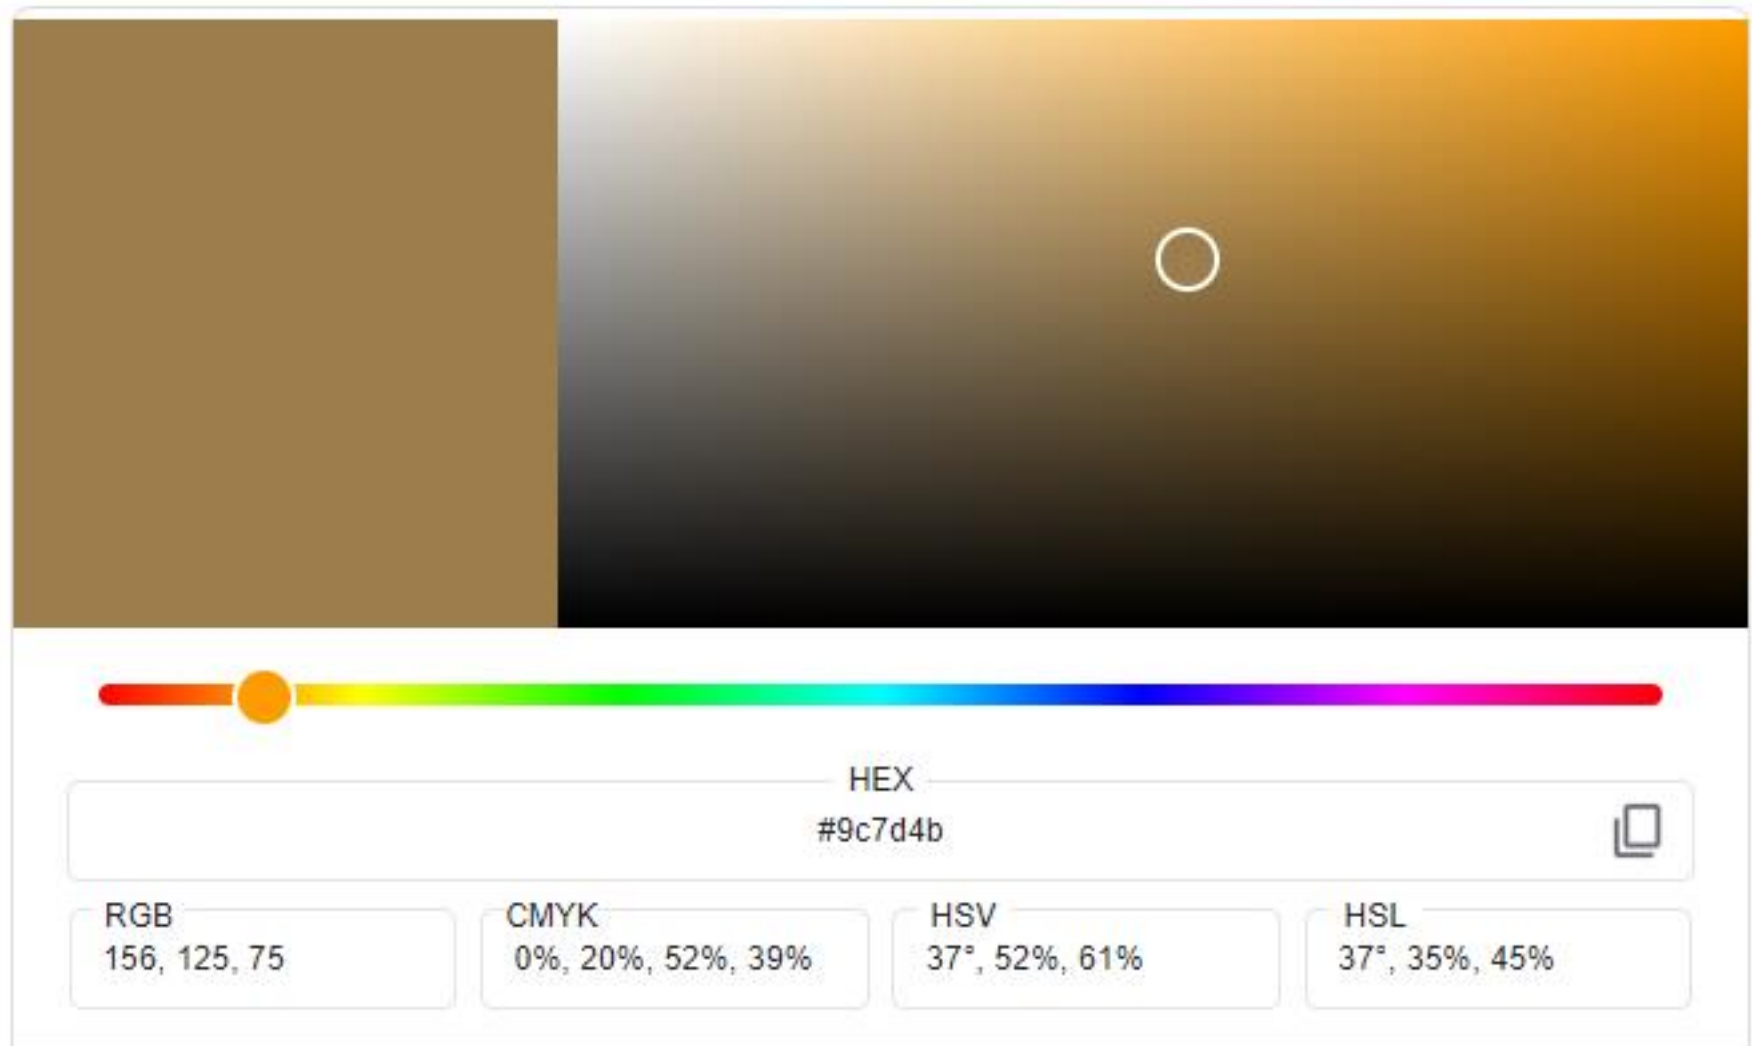 HEX
#9c7d4b
RGB
156, 125, 75
CMYK
0%, 20%, 52%, 39%
HSV
37°, 52%, 61%
HSL
37°, 35%, 45%